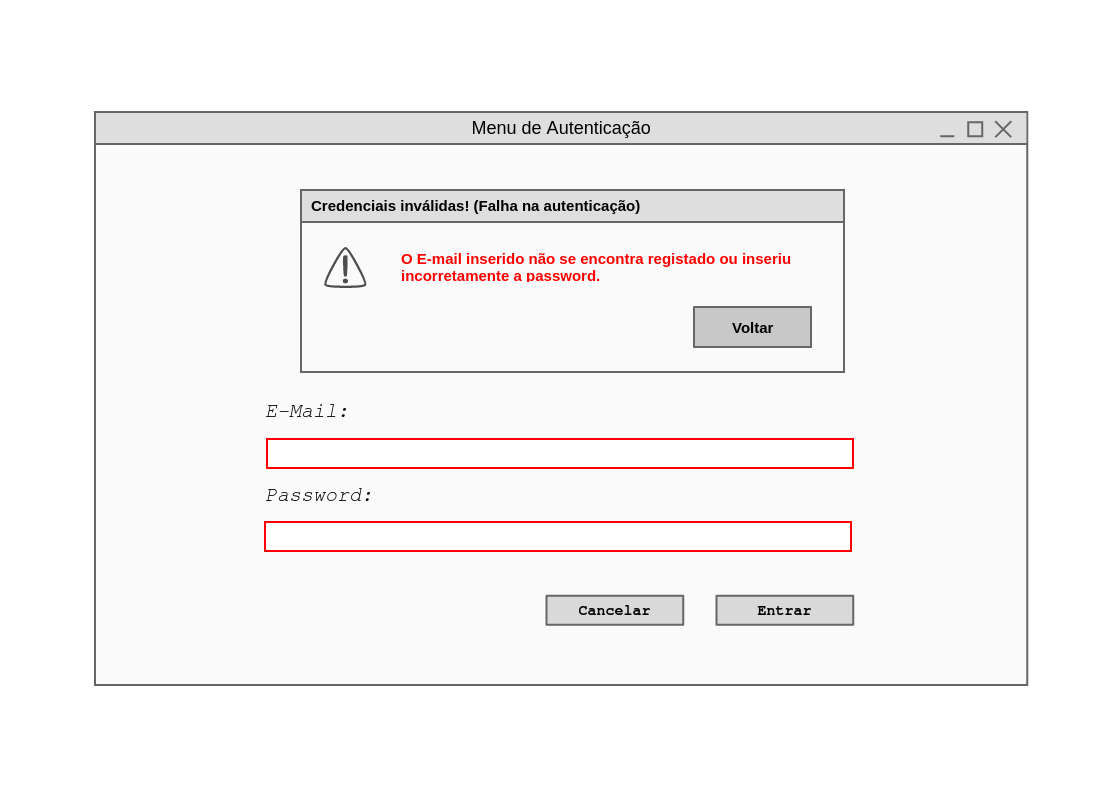 Menu de Autenticação
Credenciais inválidas! (Falha na autenticação)
O E-mail inserido não se encontra registado ou inseriu
incorretamente a password.
Voltar
E-Mail:
Password:
Cancelar
Entrar